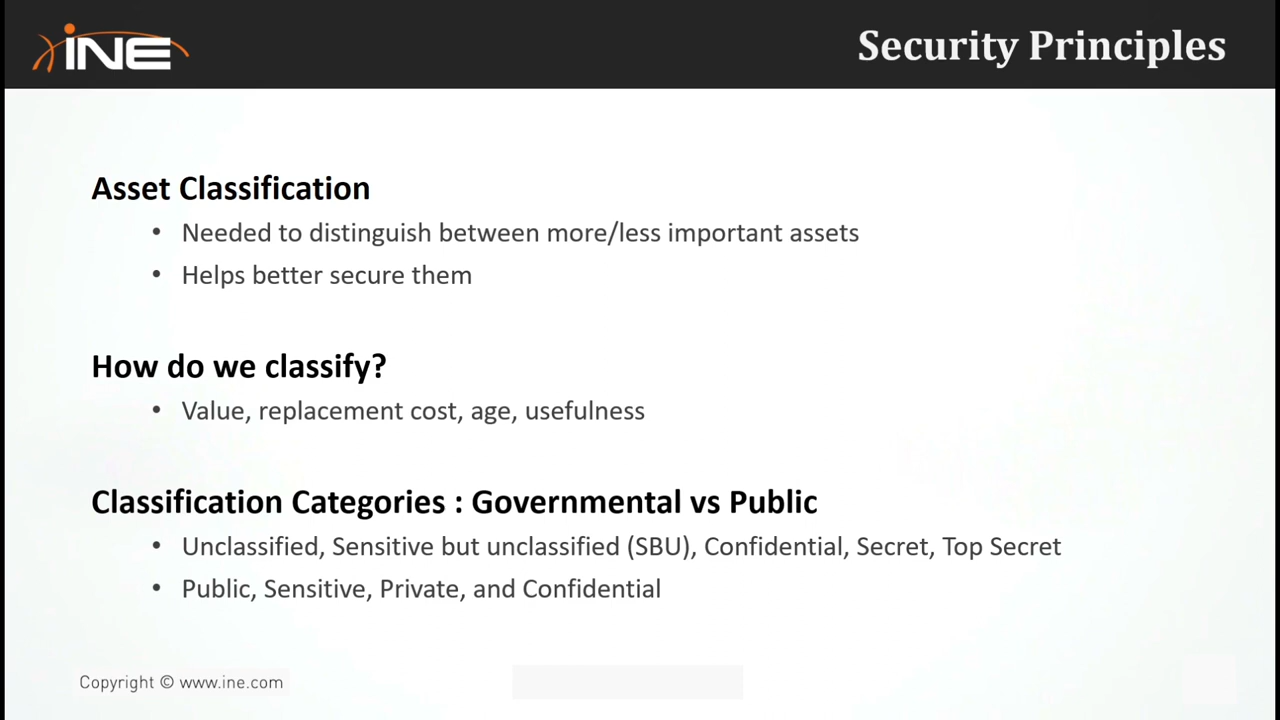 iNE
Security Principles
Asset Classification
• Needed to distinguish between more/less important assets
• Helps better secure them
How do we classify?
• Value, replacement cost, age, usefulness
Classification Categories : Governmental vs Public
• Unclassified, Sensitive but unclassified (SBU), Confidential, Secret, Top Secret
• Public, Sensitive, Private, and Confidential
Copyright © www.ine.com